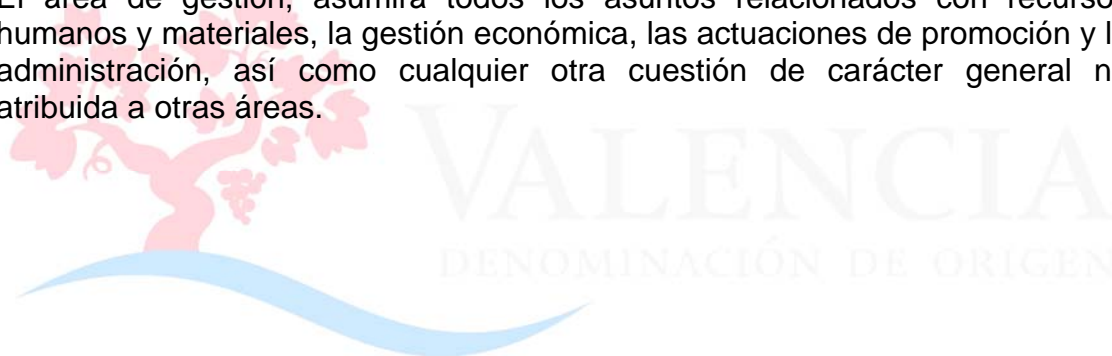 El área de gestión, asumirá todos los asuntos relacionados con recurso
humanos y materiales, la gestión económica, las actuaciones de promoción y l
administración, así como cualquier otra cuestión de carácter general n
atribuida a otras áreas.
VALENCIA
DENOMINACIÓN DE ORIGEN